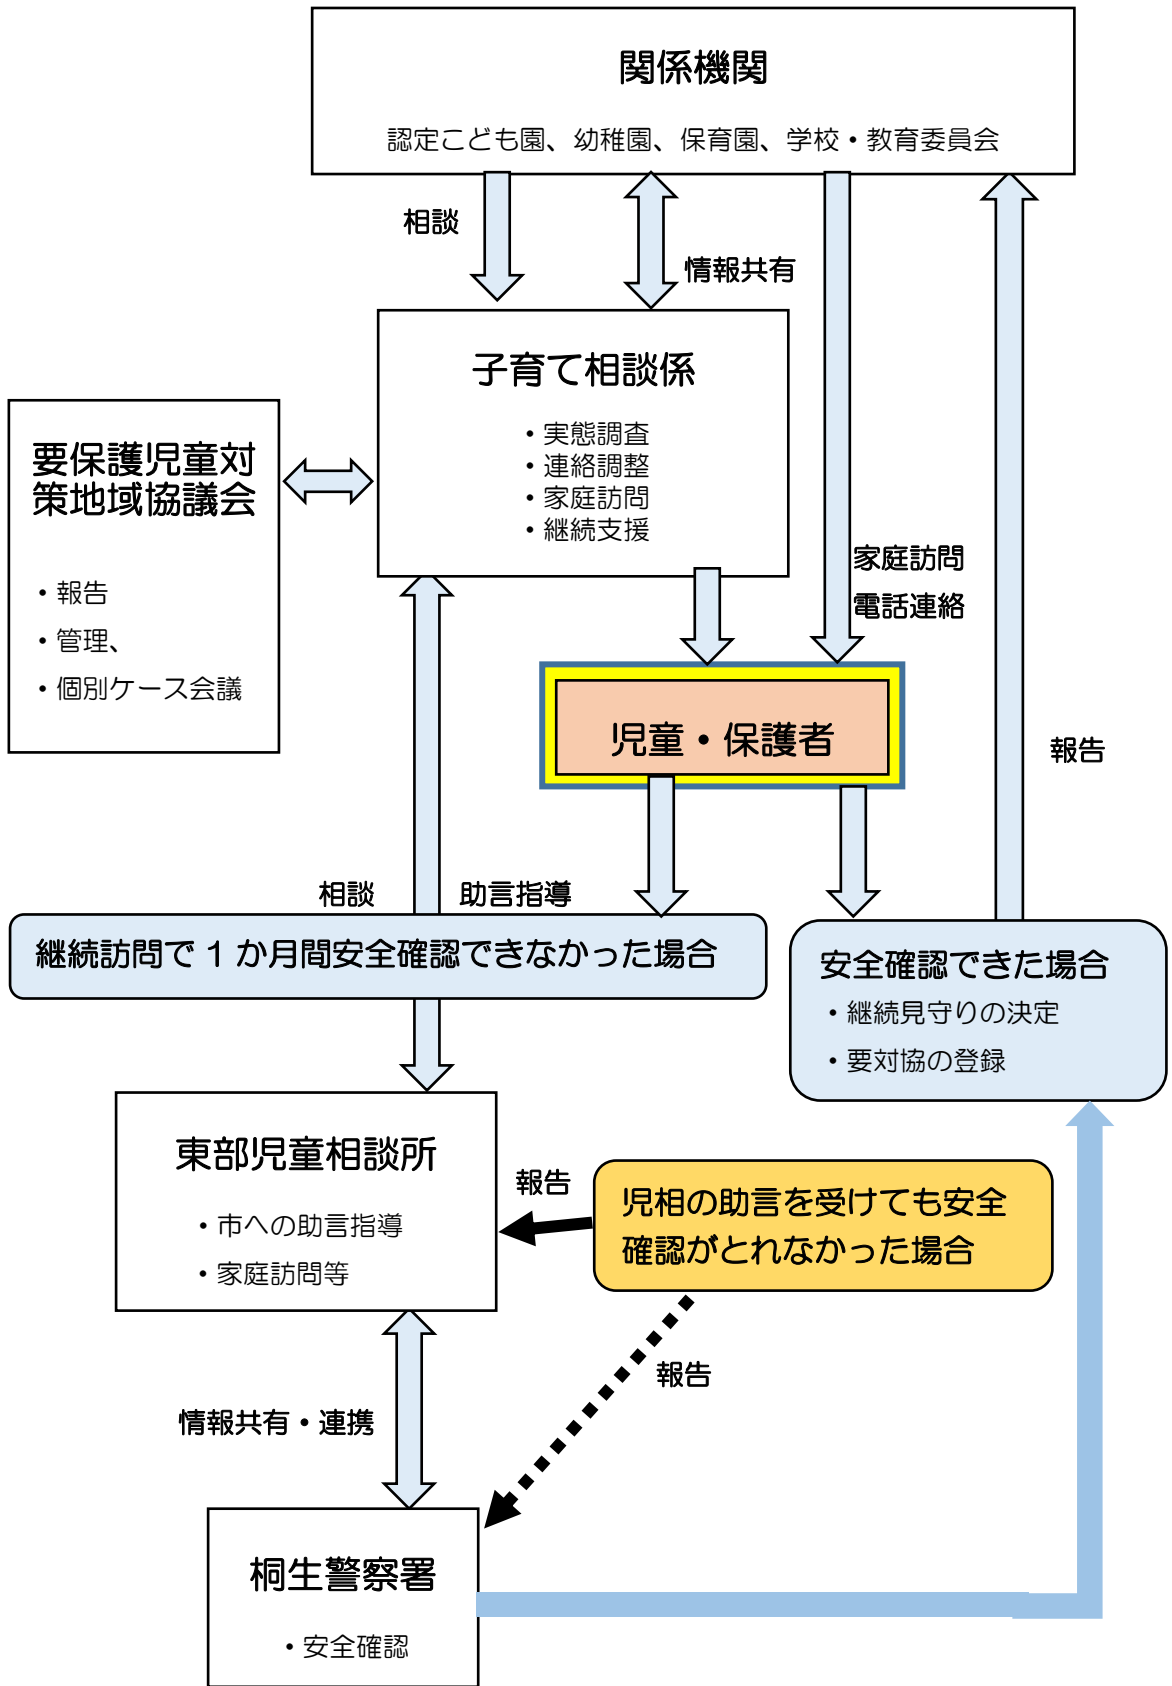 関係機関
認定こども園、幼稚園、保育園、学校・教育委員会
相談
情報共有
子育て相談係
・実態調査
・連絡調整
・家庭訪問
・継続支援
要保護児童対
策地域協議会
・報告
・管理、
・個別ケース会議
家庭訪問
電話連絡
児童・保護者
報告
相談
助言指導
継続訪問で 1 か月間安全確認できなかった場合
安全確認できた場合
・継続見守りの決定
・要対協の登録
東部児童相談所
・市への助言指導
・家庭訪問等
報告
児相の助言を受けても安全
確認がとれなかった場合
報告
情報共有・連携
桐生警察署
・安全確認